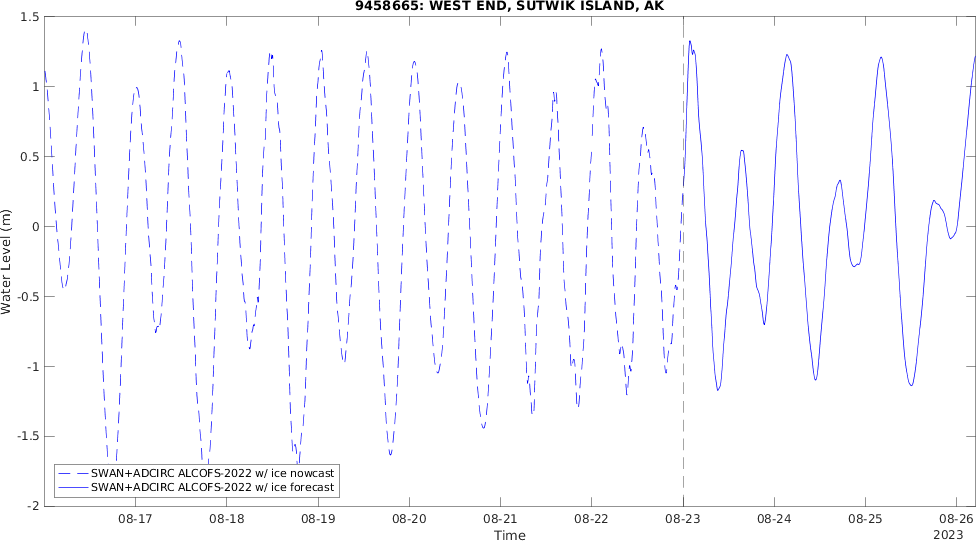 9458665: WEST END, SUTWIK ISLAND, AK
1.5
1
0.5
0
-0.5
-1
-1.5
-2
Water Level (m)
SWAN+ADCIRC ALCOFS-2022 w/ ice nowcast
SWAN+ADCIRC ALCOFS-2022 w/ ice forecast
08-17 08-18 08-19 08-20 08-21 08-22 08-23 08-24 08-25 08-26
Time
2023